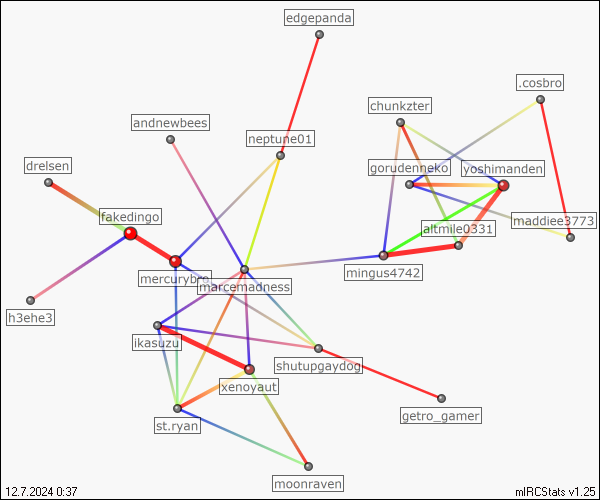 edgepanda
.cosbro
chunkzter
andnewbees
neptune01
drelsen
gorudenneko
yoshimanden
fakedingo
maddiee3773
altmile0331
mercurybro
mingus4742
marcemadness
h3ehe3
ikasuzu
shutupgaydog
xenoyaut
getro_gamer
st.ryan
moonraven
12.7.2024 0:37
mIRCStats v1.25